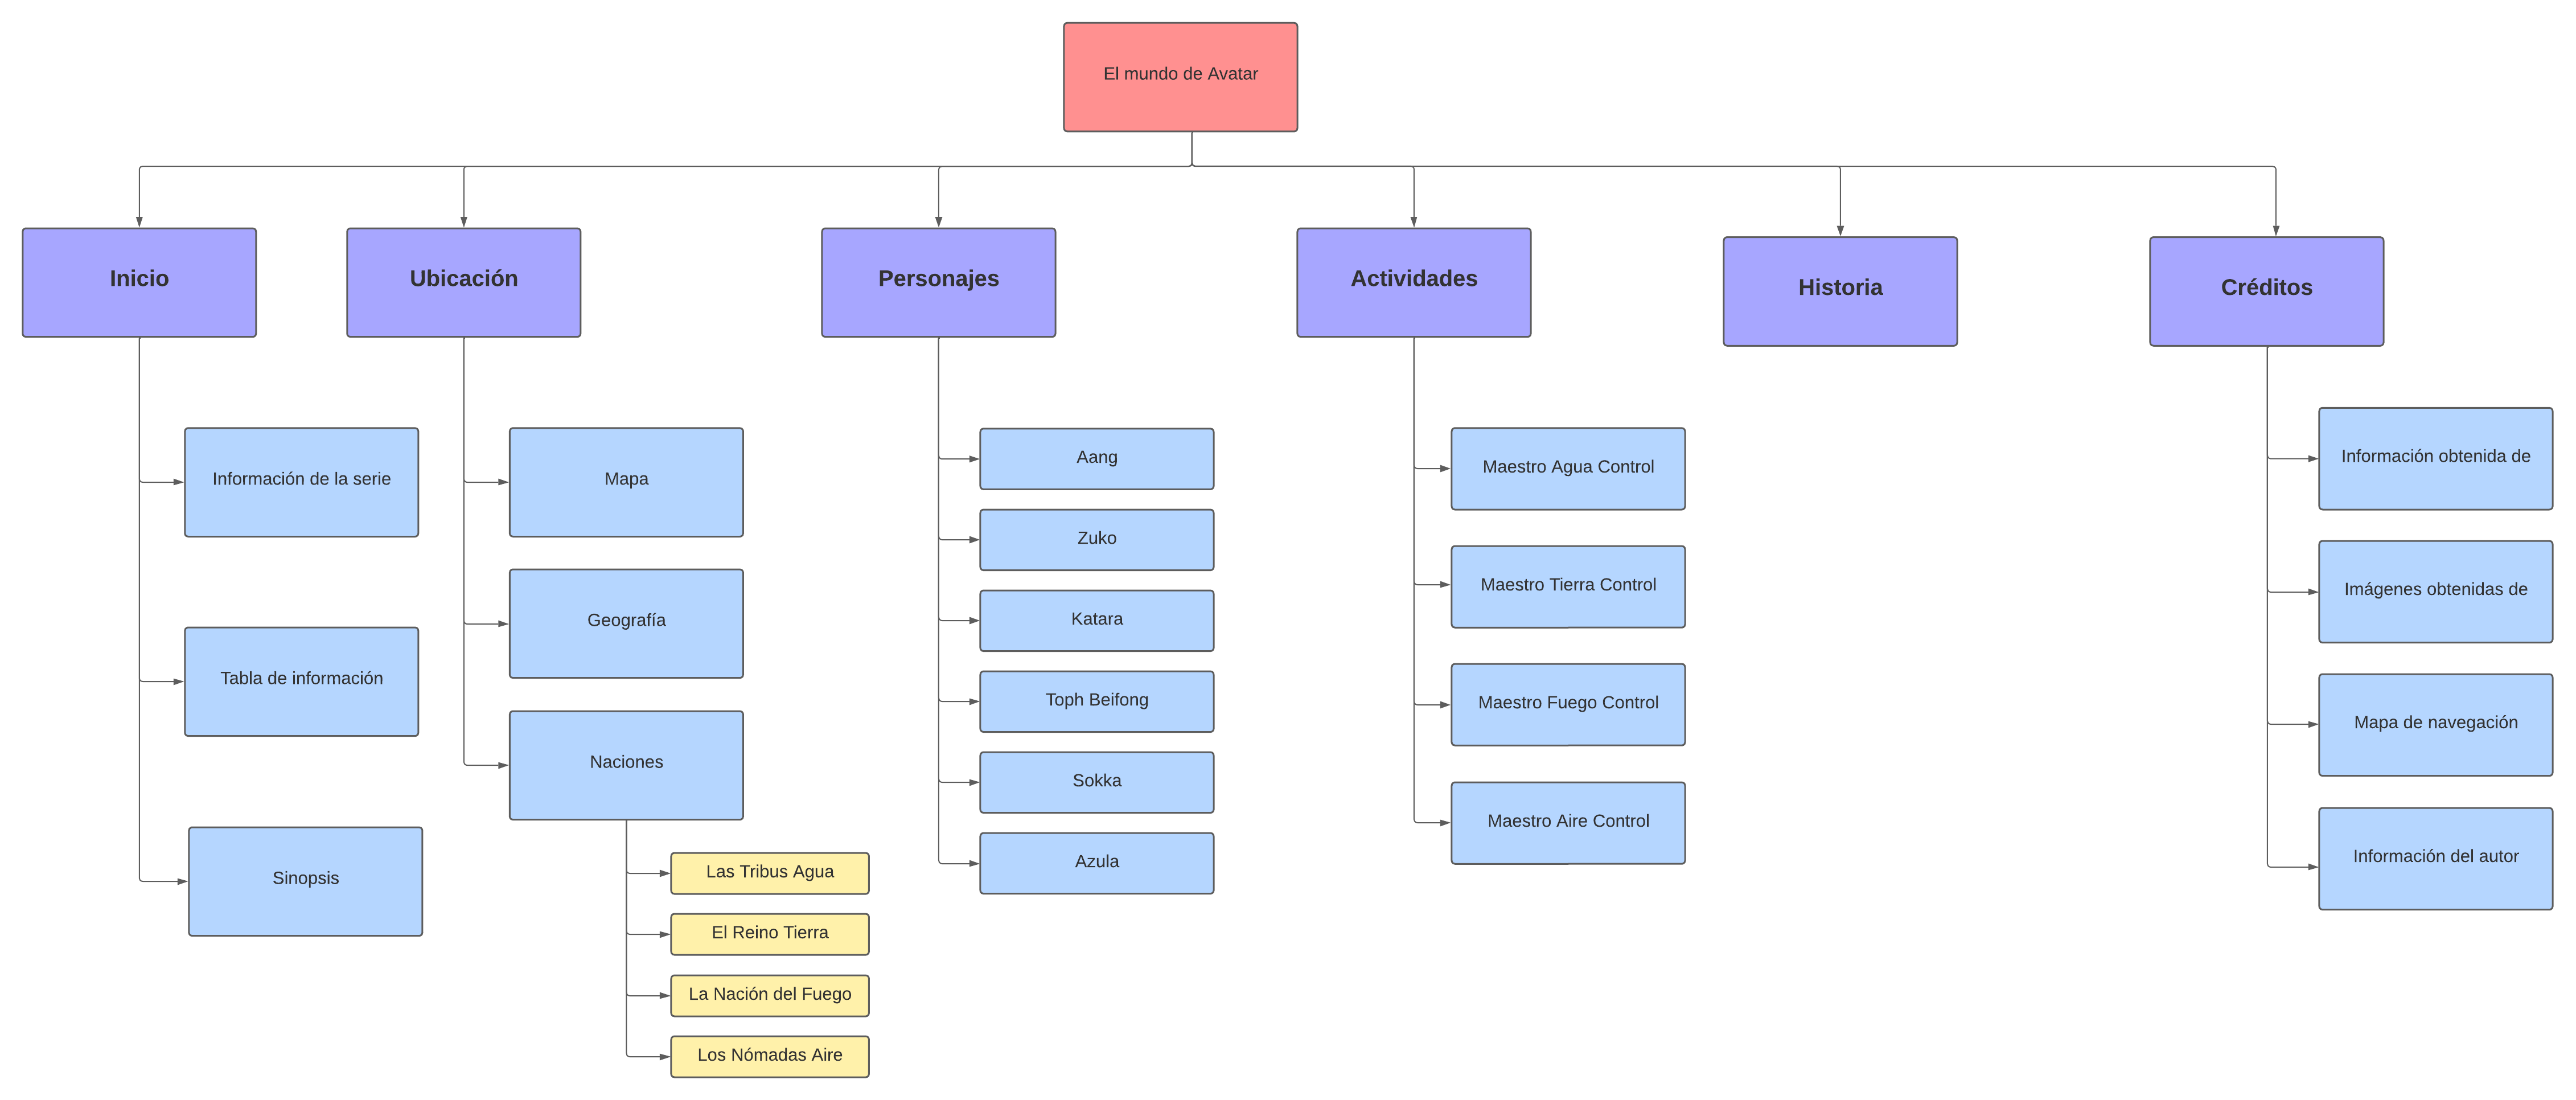 El mundo de Avatar
Inicio
Ubicación
Personajes
Actividades
Historia
Créditos
Información de la serie
Tabla de información
Sinopsis
Mapa
Geografía
Naciones
Las Tribus Agua
El Reino Tierra
La Nación del Fuego
Los Nómadas Aire
Aang
Zuko
Katara
Toph Beifong
Sokka
Azula
Maestro Agua Control
Maestro Tierra Control
Maestro Fuego Control
Maestro Aire Control
Información obtenida de
Imágenes obtenidas de
Mapa de navegación
Información del autor